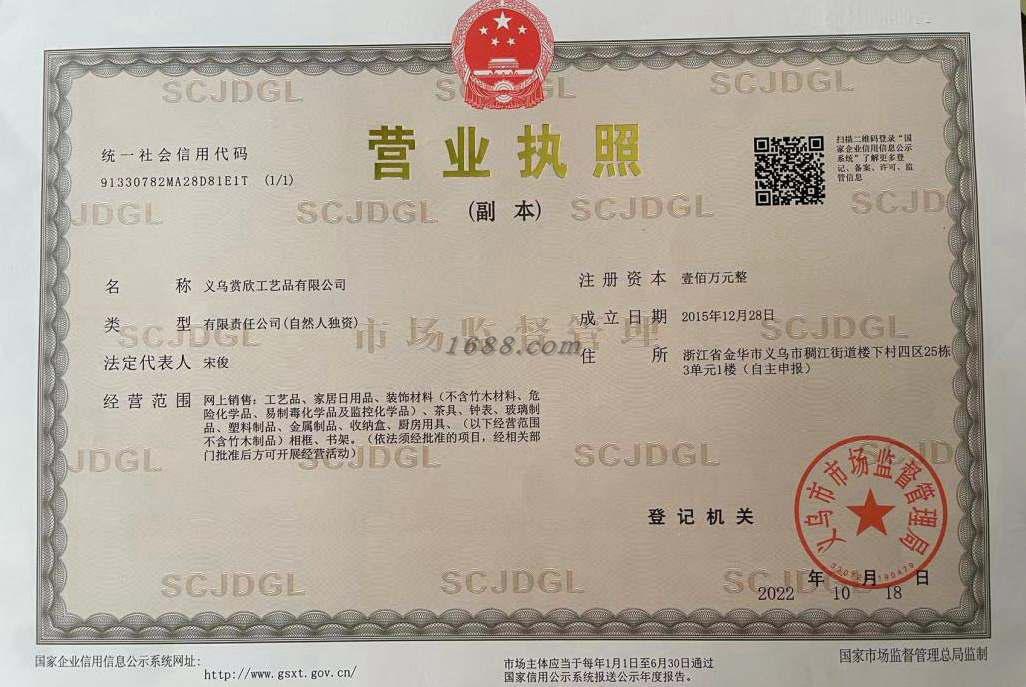 SCJDGL SCJDGL
营业执照
(副 本)
统一社会信用代码
91330782MA28D81E1T (1/1)
扫描二维码登录“国
家企业信用信息公示
系统”了解更多登
记、备案、许可、监
管信息
JDGL SCJDGL SCJDGL SCJD
名 称 义乌赏欣工艺品有限公司
类 型 有限责任公司(自然人独资)
法定代表人 宋俊
经营范围 网上销售：工艺品、家居日用品、装饰材料（不含竹木材料、危
险化学品、易制毒化学品及监控化学品）、茶具、钟表、玻璃制
品、塑料制品、金属制品、收纳盒、厨房用具、（以下经营范围
不含竹木制品）相框、书架。（依法须经批准的项目，经相关部
门批准后方可开展经营活动）
注册资本 壹佰万元整
成立日期 2015年12月28日
住 所 浙江省金华市义乌市稠江街道楼下村四区25栋
3单元1楼（自主申报）
SCJDGL 市场监督管理 SCJDGL
1688.com
JDGL SCJDGL SCJDGL SCJD
登记机关
义乌市市场监督管理局
2022 年 10 月 18 日
SCJDGL SCJDGL SCJDGL
国家企业信用信息公示系统网址：
http://www.gsxt.gov.cn/
市场主体应当于每年1月1日至6月30日通过
国家信用公示系统报送公示年度报告。
国家市场监督管理总局监制